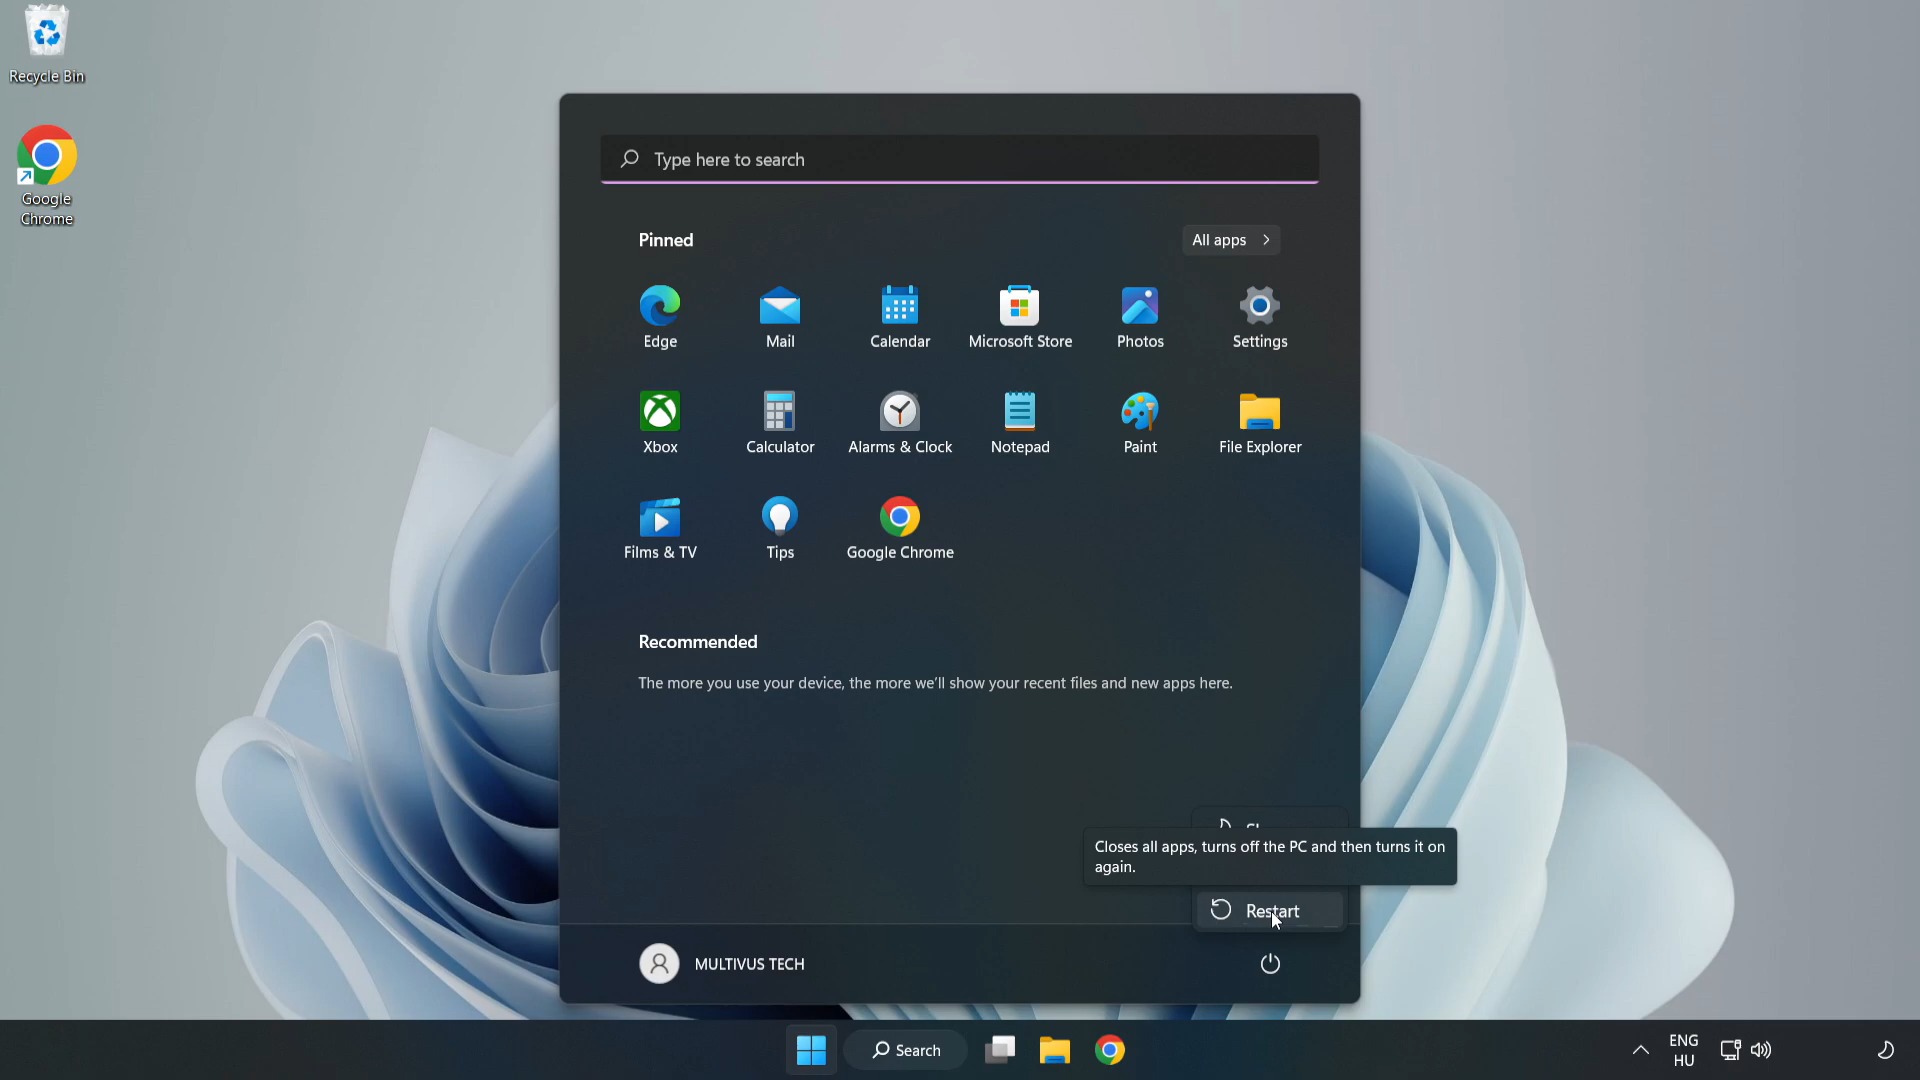 Recycle Bin
Google
Chrome
Type here to search
Pinned
All apps
Edge
Mail
Calendar
Microsoft Store
Photos
Settings
Xbox
Calculator
Alarms & Clock
Notepad
Paint
File Explorer
Films & TV
Tips
Google Chrome
Recommended
The more you use your device, the more we'll show your recent files and new apps here.
Closes all apps, turns off the PC and then turns it on
again.
Restart
MULTIVUS TECH
Search
ENG
HU